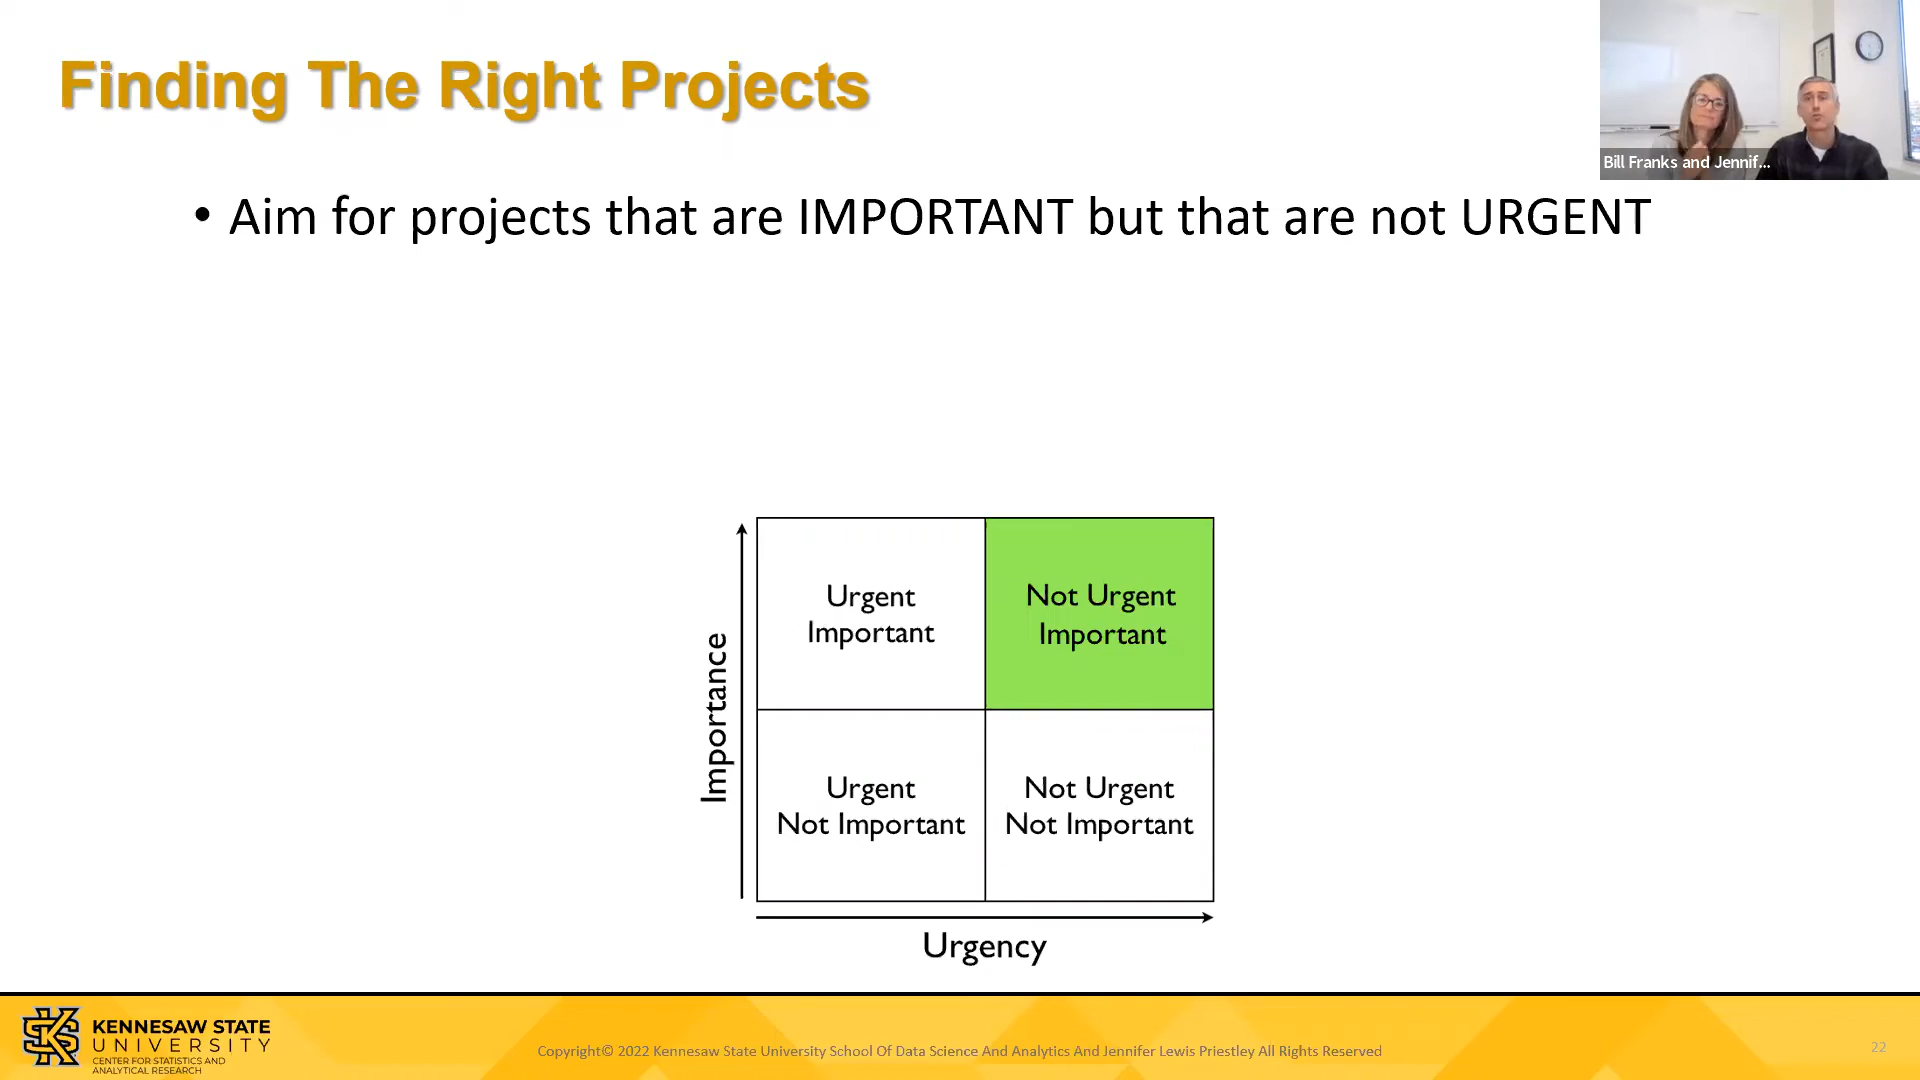 Finding The Right Projects
Bill Franks and Jennif...
• Aim for projects that are IMPORTANT but that are not URGENT
Importance
Urgent
Important
Not Urgent
Important
Urgent
Not Important
Not Urgent
Not Important
Urgency
KENNESAW STATE
UNIVERSITY
CENTER FOR STATISTICS AND
ANALYTICAL RESEARCH
Copyright© 2022 Kennesaw State University School Of Data Science And Analytics And Jennifer Lewis Priestley All Rights Reserved
22